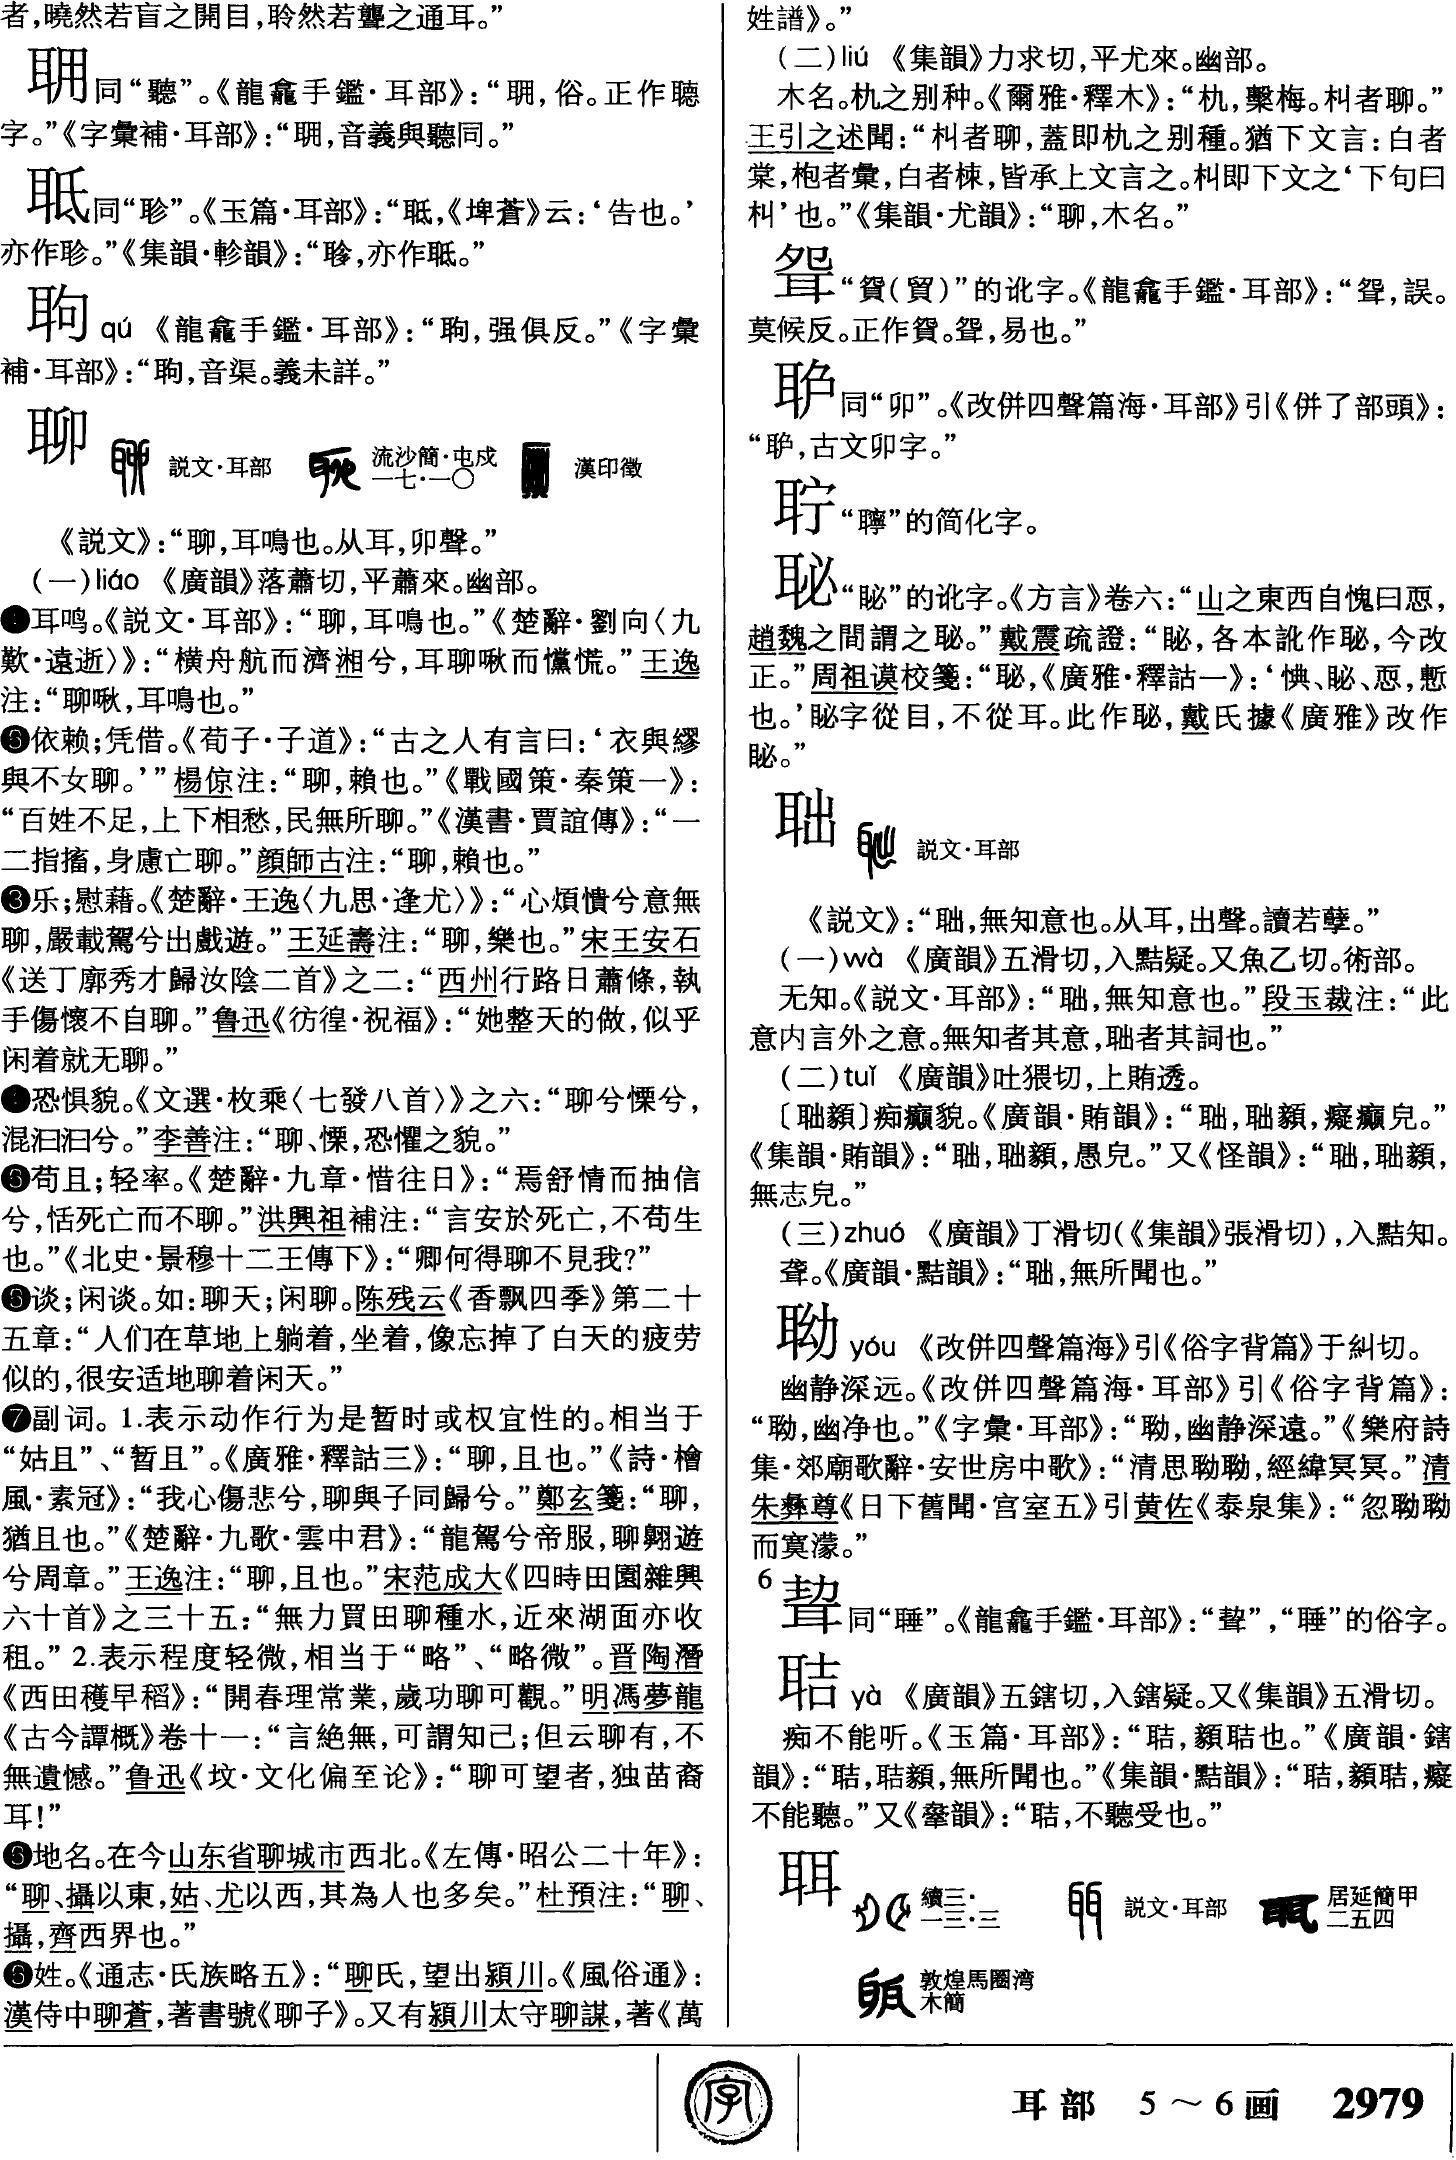 者,曉然若盲之開目,聆然若聾之通耳。”
同“聽”。《龍龕手鑑·耳部》：“𦕢,俗。正作聽
字。”《字彙補·耳部》：“𦕢,音義與聽同。”
聀同“聄”。《玉篇·耳部》：“,《埤蒼》云：‘告也。’
亦作聄。”《集韻·軫韻》：“聄,亦作。”
眴 qú 《龍龕手鑑·耳部》：“,强俱反。”《字彙
補·耳部》：“,音渠。義未詳。”
聊 説文·耳部 流沙簡·屯戍一七·一〇 漢印徵
《説文》：“聊,耳鳴也。从耳,卯聲。”
(一)liáo 《廣韻》落蕭切,平蕭來。幽部。
❶耳鸣。《説文·耳部》：“聊,耳鳴也。”《楚辭·劉向〈九
歎·遠逝〉》：“横舟航而濟湘兮,耳聊啾而戃慌。”王逸
注：“聊啾,耳鳴也。”
依赖；凭借。《荀子·子道》：“古之人有言曰：‘衣與繆
與不女聊。’”楊倞注：“聊,賴也。”《戰國策·秦策一》：
“百姓不足,上下相愁,民無所聊。”《漢書·賈誼傳》：“一
二指搐,身慮亡聊。”顔師古注：“聊,賴也。”
❸乐；慰藉。《楚辭·王逸〈九思·逢尤〉》：“心煩憒兮意無
聊,嚴載駕兮出戲遊。”王延壽注：“聊,樂也。”宋王安石
《送丁廓秀才歸汝陰二首》之二：“西州行路日蕭條,執
手傷懷不自聊。”鲁迅《彷徨·祝福》：“她整天的做,似乎
闲着就无聊。”
恐惧貌。《文選·枚乘〈七發八首〉》之六：“聊兮慄兮,
混汩汩兮。”李善注：“聊、慄,恐懼之貌。”
❺苟且；轻率。《楚辭·九章·惜往日》：“焉舒情而抽信
兮,恬死亡而不聊。”洪興祖補注：“言安於死亡,不苟生
也。”《北史·景穆十二王傳下》：“卿何得聊不見我?”
谈；闲谈。如：聊天；闲聊。陈残云《香飘四季》第二十
五章：“人们在草地上躺着,坐着,像忘掉了白天的疲劳
似的,很安适地聊着闲天。”
❼副词。1.表示动作行为是暂时或权宜性的。相当于
“姑且”、“暂且”。《廣雅·釋詁三》：“聊,且也。”《詩·檜
風·素冠》：“我心傷悲兮,聊與子同歸兮。”鄭玄箋：“聊,
猶且也。”《楚辭·九歌·雲中君》：“龍駕兮帝服,聊翱遊
兮周章。”王逸注：“聊,且也。”宋范成大《四時田園雜興
六十首》之三十五：“無力買田聊種水,近來湖面亦收
租。” 2.表示程度轻微,相当于“略”、“略微”。晋陶潛
《西田穫早稻》：“開春理常業,歲功聊可觀。”明馮夢龍
《古今譚概》卷十一：“言絶無,可謂知己；但云聊有,不
無遺憾。”鲁迅《坟·文化偏至论》：“聊可望者,独苗裔
耳!”
地名。在今山东省聊城市西北。《左傳·昭公二十年》：
“聊、攝以東,姑、尤以西,其為人也多矣。”杜預注：“聊、
攝,齊西界也。”
姓。《通志·氏族略五》：“聊氏,望出潁川。《風俗通》：
漢侍中聊蒼,著書號《聊子》。又有潁川太守聊謀,著《萬
姓譜》。”
(二)liú 《集韻》力求切,平尤來。幽部。
木名。朹之别种。《爾雅·釋木》：“朹,檕梅。朻者聊。”
王引之述聞：“朻者聊,蓋即朹之别種。猶下文言：白者
棠,枹者彙,白者棶,皆承上文言之。朻即下文之‘下句曰
朻’也。”《集韻·尤韻》：“聊,木名。”
“貿(貿)”的讹字。《龍龕手鑑·耳部》：“,誤。
莫候反。正作貿。,易也。”
同“卯”。《改併四聲篇海·耳部》引《併了部頭》：
“,古文卯字。”
聍“聹”的简化字。
聉“䀣”的讹字。《方言》卷六：“山之東西自愧曰恧,
趙魏之間謂之䎵。”戴震疏證：“䀣,各本訛作䎵,今改
正。”周祖谟校箋：“䎵,《廣雅·釋詁一》：‘㥏、䀣、恧,慙
也。’䀣字從目,不從耳。此作䎵,戴氏據《廣雅》改作
䀣。”
聉 説文·耳部
《説文》：“聉,無知意也。从耳,出聲。讀若孽。”
(一)wà 《廣韻》五滑切,入黠疑。又魚乙切。術部。
无知。《説文·耳部》：“聉,無知意也。”段玉裁注：“此
意内言外之意。無知者其意,聉者其詞也。”
(二)tuǐ 《廣韻》吐猥切,上賄透。
〔聉顡〕痴癲貌。《廣韻·賄韻》：“聉,聉顡,癡癲皃。”
《集韻·賄韻》：“聉,聉顡,愚皃。”又《怪韻》：“聉,聉顡,
無志皃。”
(三)zhuó 《廣韻》丁滑切(《集韻》張滑切),入黠知。
聋。《廣韻·黠韻》：“聉,無所聞也。”
聈 yóu 《改併四聲篇海》引《俗字背篇》于糾切。
幽静深远。《改併四聲篇海·耳部》引《俗字背篇》：
“聈,幽净也。”《字彙·耳部》：“聈,幽静深遠。”《樂府詩
集·郊廟歌辭·安世房中歌》：“清思聈聈,經緯冥冥。”清
朱彝尊《日下舊聞·宫室五》引黄佐《泰泉集》：“忽聈聈
而寞濛。”
6 同“䎽”。《龍龕手鑑·耳部》：“”,“”的俗字。
聐 yà 《廣韻》五鎋切,入鎋疑。又《集韻》五滑切。
痴不能听。《玉篇·耳部》：“聐,顡聐也。”《廣韻·鎋
韻》：“聐,聐顡,無所聞也。”《集韻·黠韻》：“聐,顡聐,癡
不能聽。”又《舝韻》：“聐,不聽受也。”
聑 續三·一三·三 説文·耳部 居延簡甲二五四
敦煌馬圈湾木簡
字 耳部 5～6画 2979